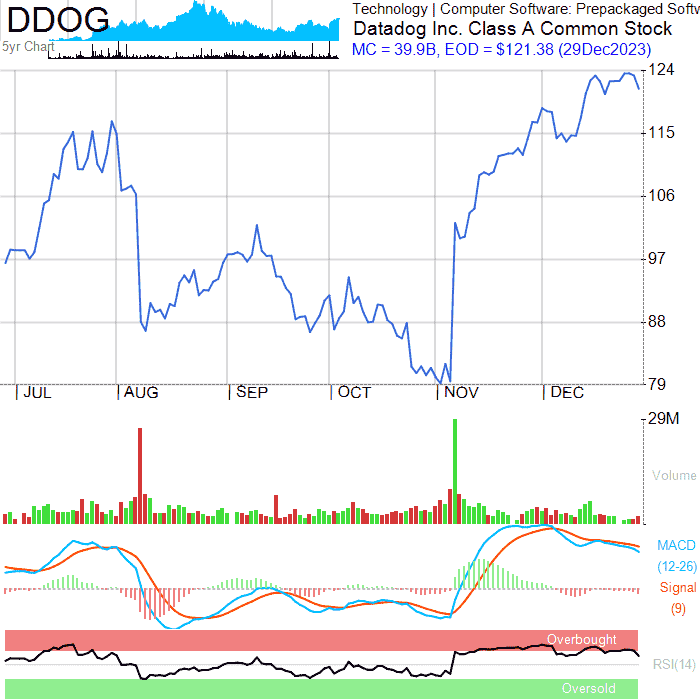 DDOG
5yr Chart
Technology | Computer Software: Prepackaged Softw
Datadog Inc. Class A Common Stock
MC = 39.9B, EOD = $121.38 (29Dec2023)
124
115
106
97
88
79
JUL AUG SEP OCT NOV DEC
29M
Volume
MACD
(12-26)
Signal
(9)
Overbought
RSI(14)
Oversold